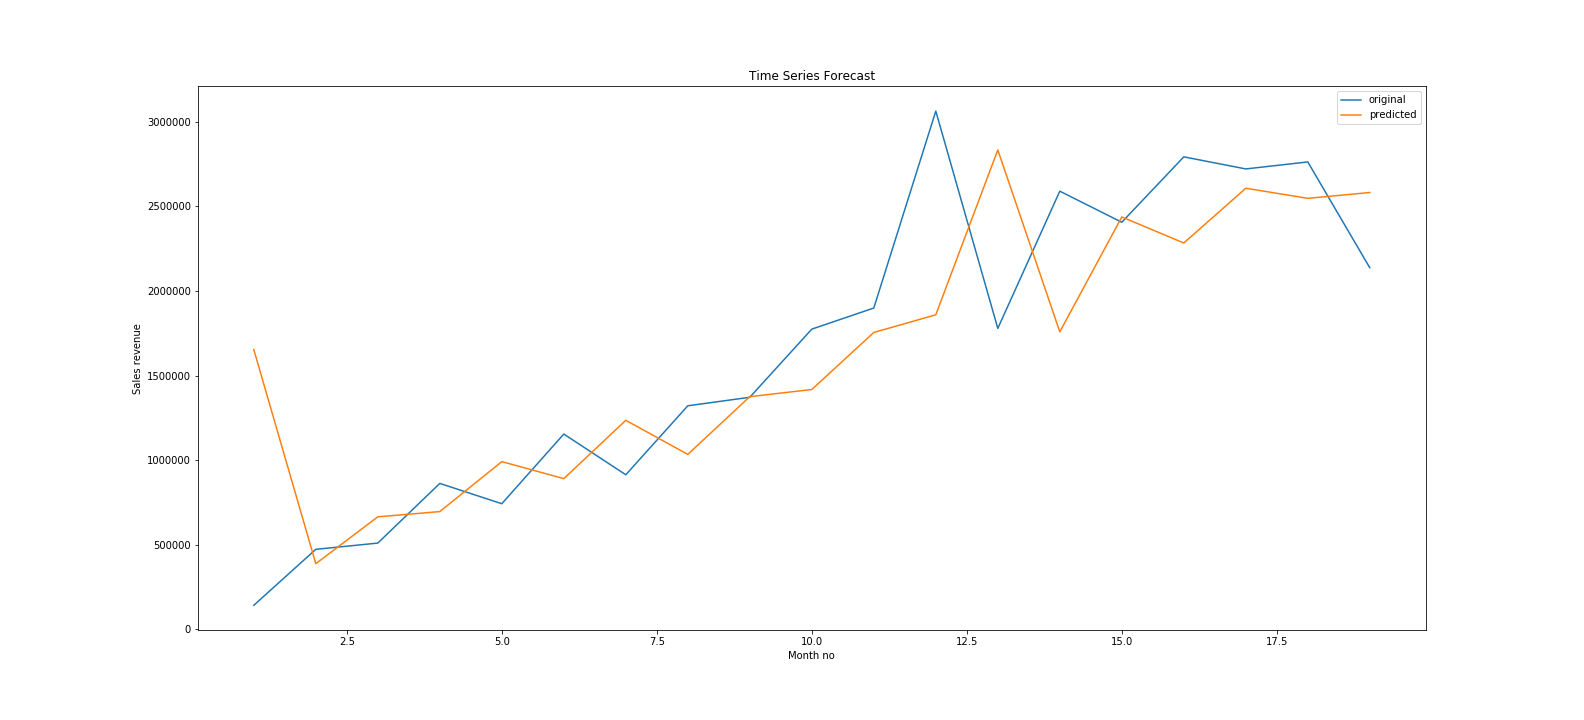 Time Series Forecast
original
predicted
3000000
2500000
2000000
1500000
1000000
500000
0
Sales revenue
2.5 5.0 7.5 10.0 12.5 15.0 17.5
Month no